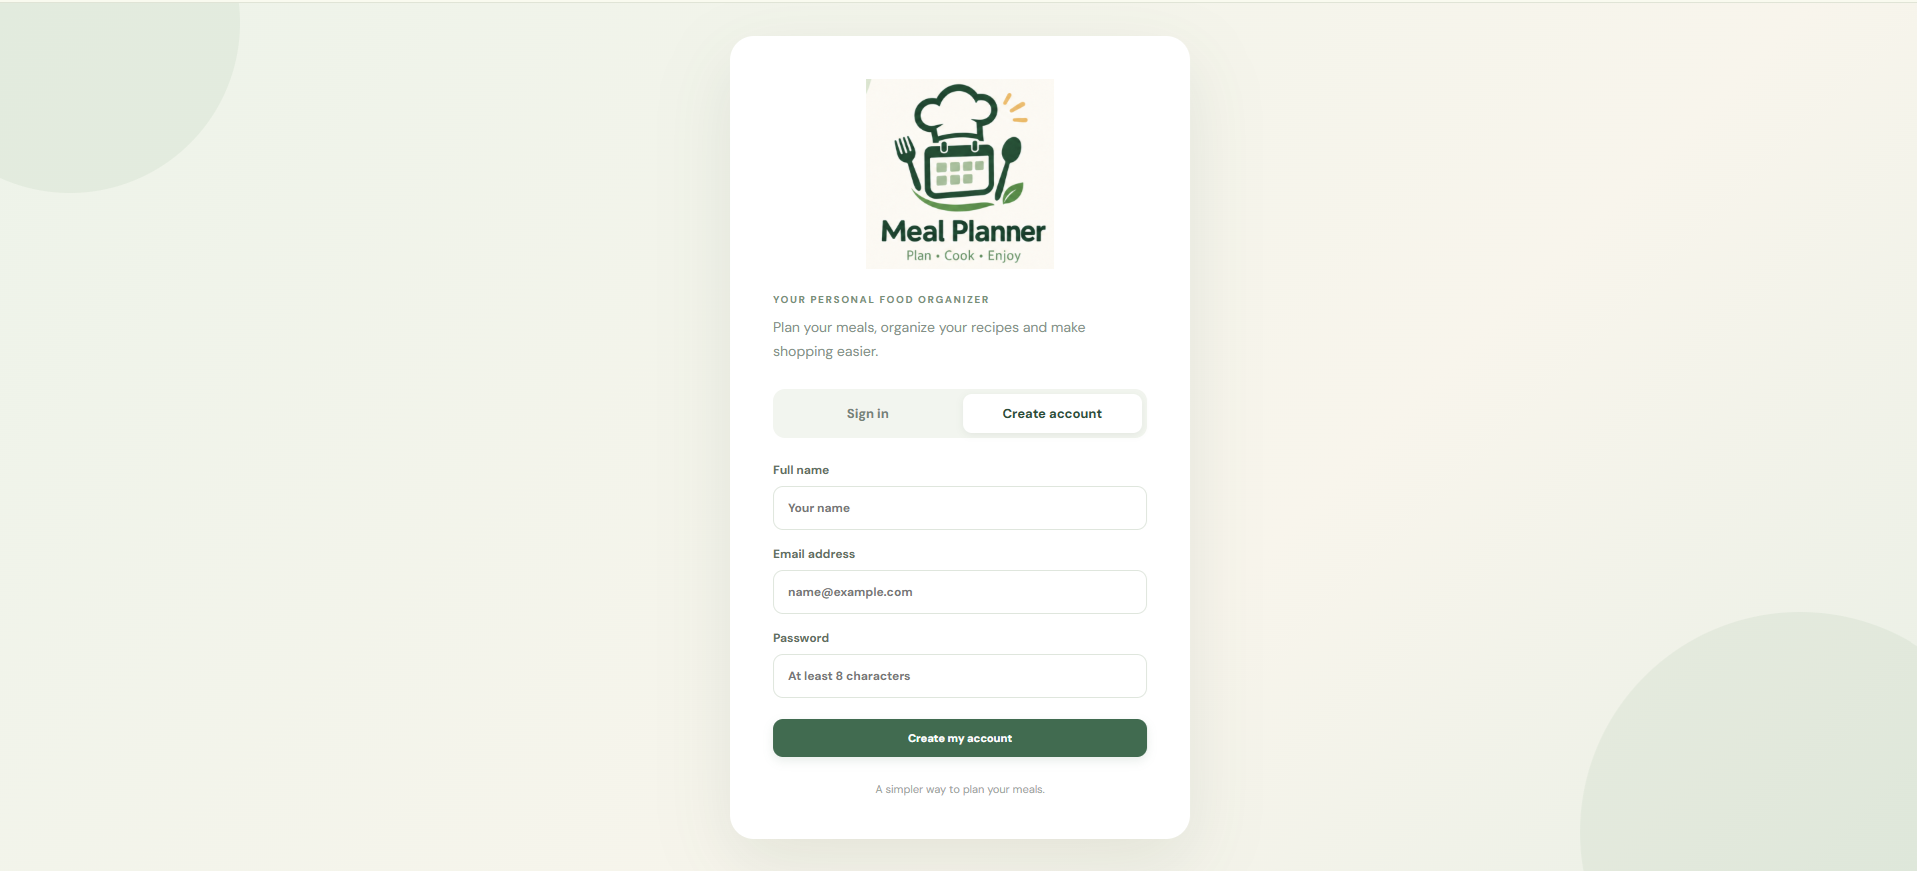 Meal Planner
Plan • Cook • Enjoy
YOUR PERSONAL FOOD ORGANIZER
Plan your meals, organize your recipes and make
shopping easier.
Sign in
Create account
Full name
Your name
Email address
name@example.com
Password
At least 8 characters
Create my account
A simpler way to plan your meals.